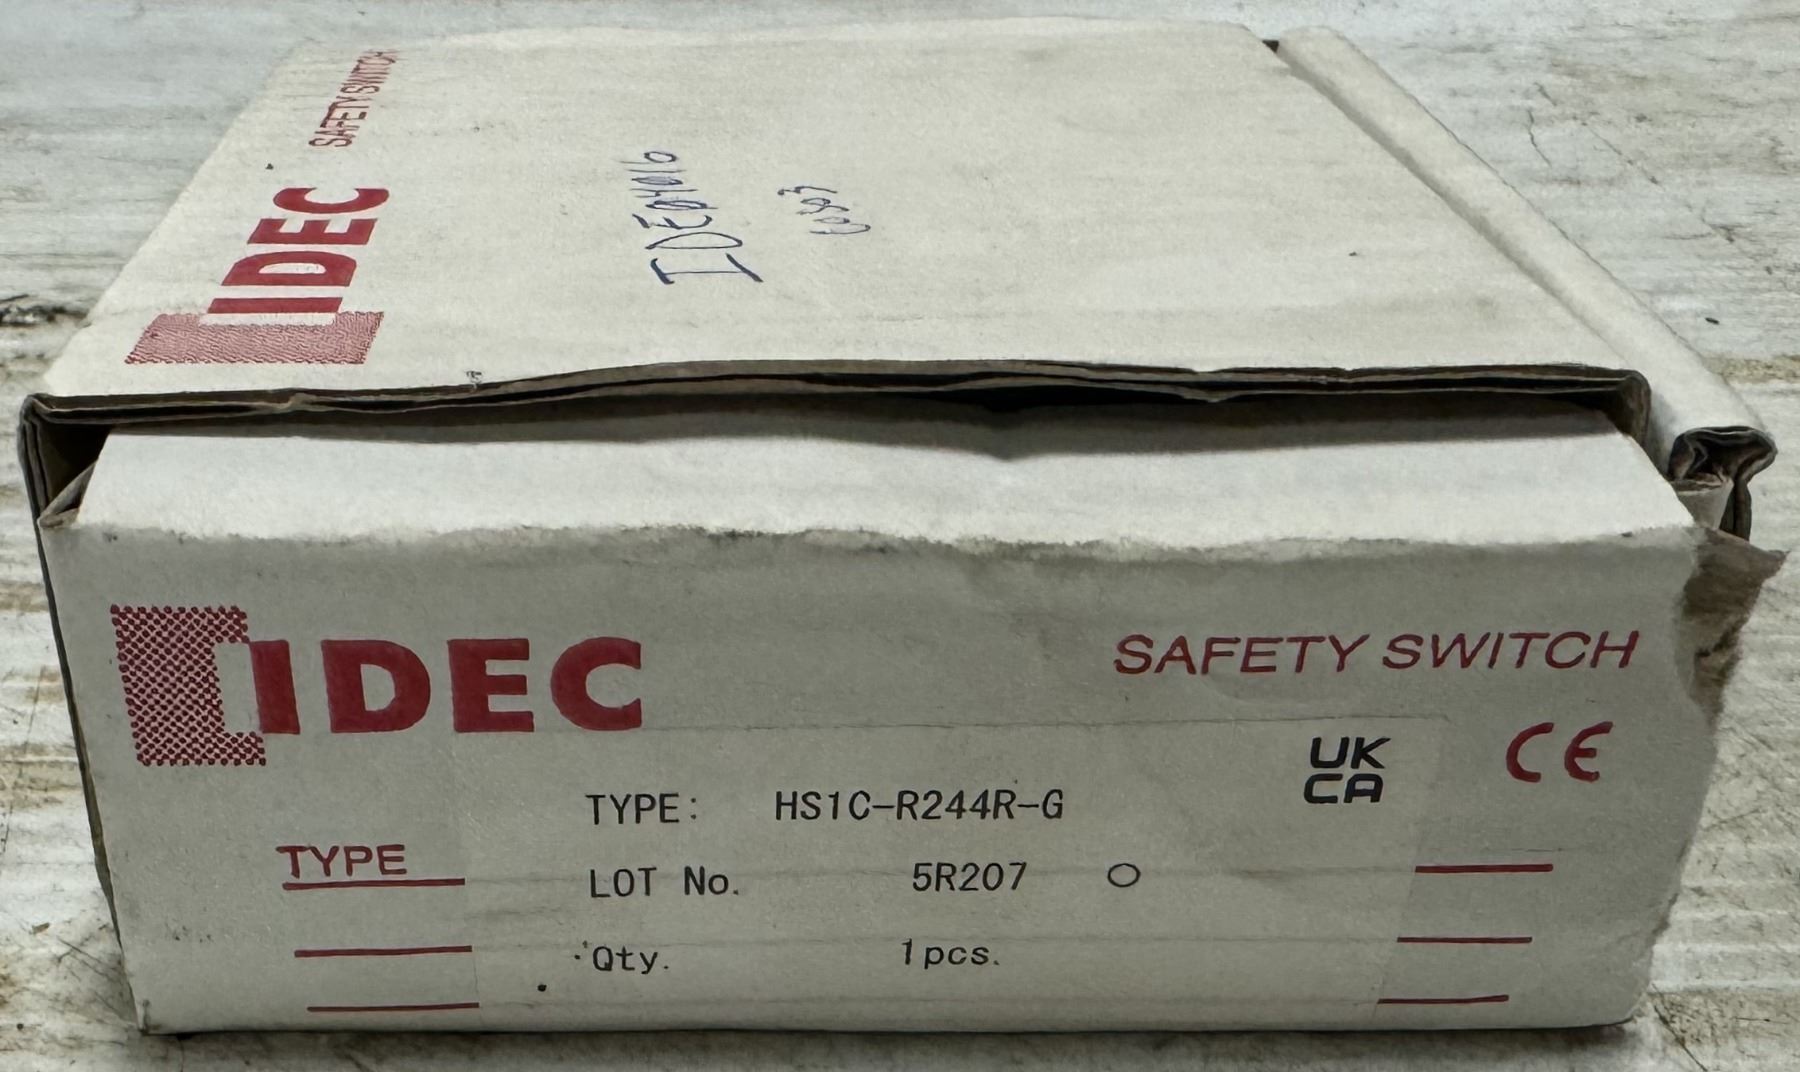 SAFETY SWITCH
IDEC
IDEC
SAFETY SWITCH
UK
CA
CE
TYPE: HS1C-R244R-G
TYPE
LOT No. 5R207 O
Qty. 1pcs.